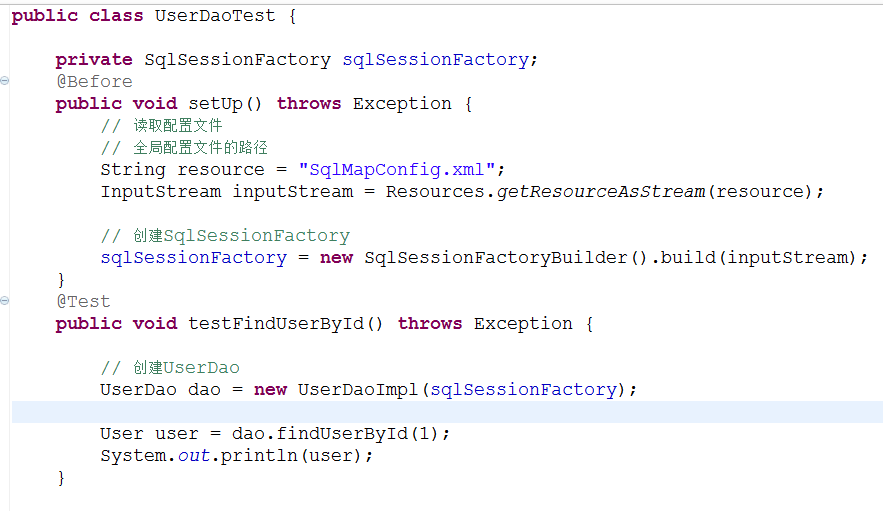 public class UserDaoTest {
private SqlSessionFactory sqlSessionFactory;
@Before
public void setUp() throws Exception {
// 读取配置文件
// 全局配置文件的路径
String resource = "SqlMapConfig.xml";
InputStream inputStream = Resources.getResourceAsStream(resource);
// 创建SqlSessionFactory
sqlSessionFactory = new SqlSessionFactoryBuilder().build(inputStream);
}
@Test
public void testFindUserById() throws Exception {
// 创建UserDao
UserDao dao = new UserDaoImpl(sqlSessionFactory);
User user = dao.findUserById(1);
System.out.println(user);
}